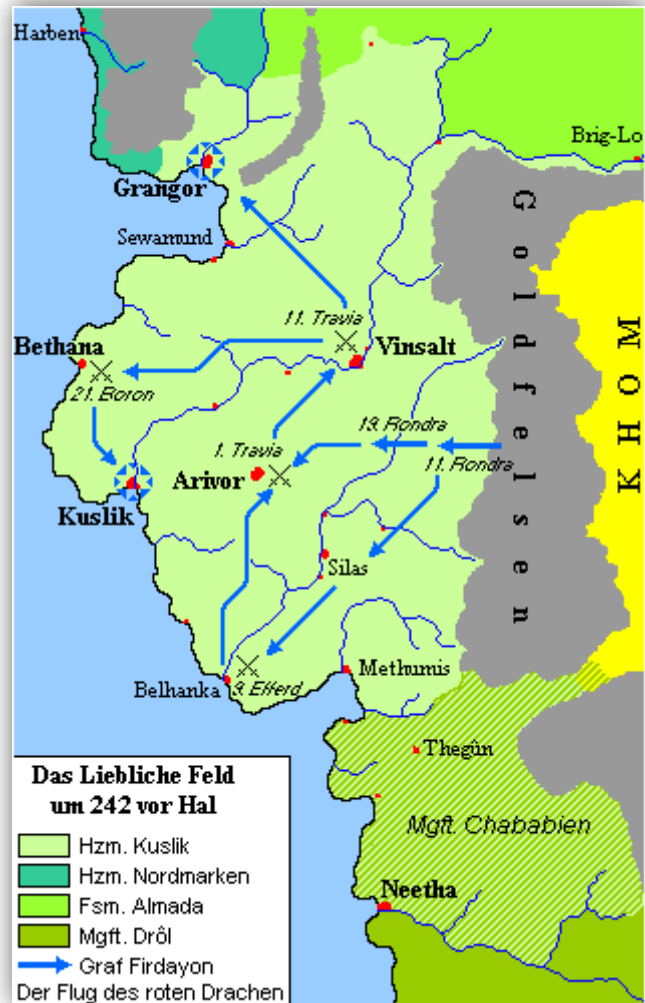 Harben
Brig-Lo
Grangor
Goldfelsen
KHOM
Sewamund
11. Travia
Bethana
Vinsalt
21. Boron
19. Rondra
1. Travia
11. Rondra
Arivor
Kuslik
Silas
Methumis
Belhanka
9. Efferd
Thegûn
Das Liebliche Feld
um 242 vor Hal
Mgft. Chababien
Hzm. Kuslik
Hzm. Nordmarken
Neetha
Fsm. Almada
Mgft. Drôl
Graf Firdayon
Der Flug des roten Drachen